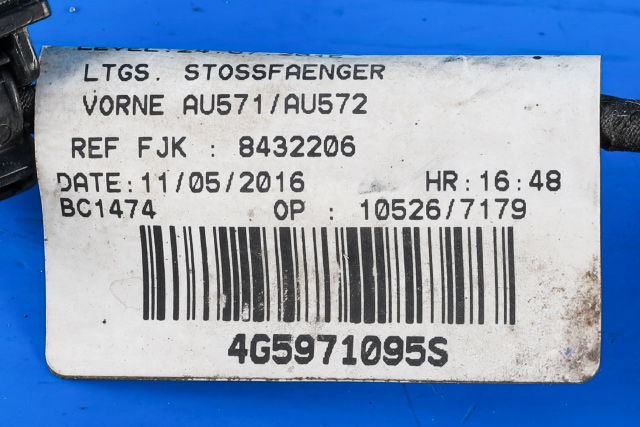 LTGS. STOSSFAENGER
VORNE AU571/AU572
REF FJK : 8432206
DATE:11/05/2016 HR:16:48
BC1474 OP : 10526/7179
4G5971095S